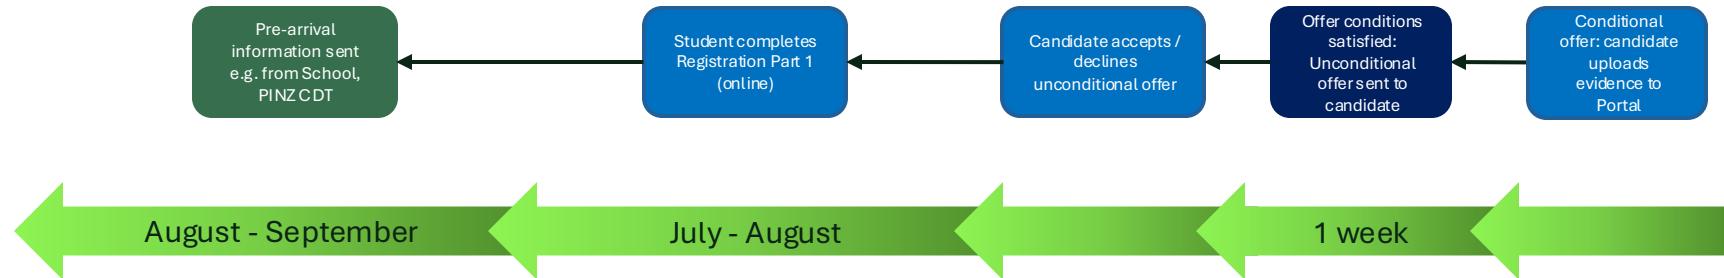 Pre-arrival
information sent
e.g. from School,
PINZ CDT
Student completes
Registration Part 1
(online)
Candidate accepts /
declines
unconditional offer
Offer conditions
satisfied:
Unconditional
offer sent to
candidate
Conditional
offer: candidate
uploads
evidence to
Portal
August - September
July - August
1 week